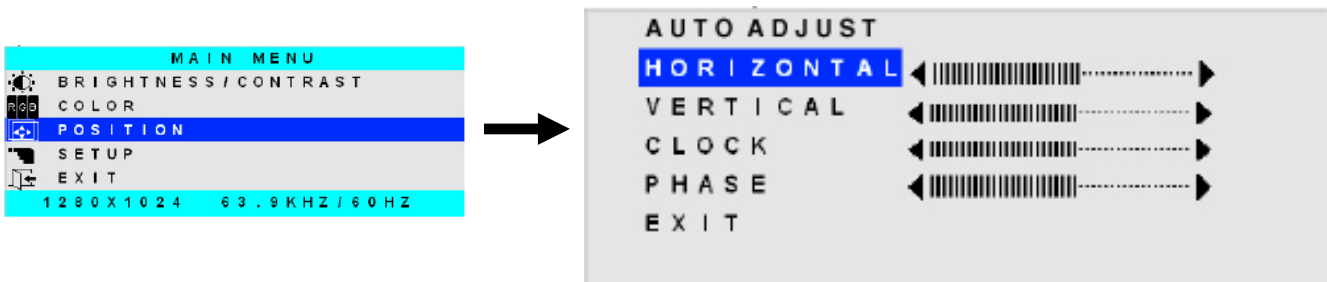 MAIN MENU
BRIGHTNESS/CONTRAST
RGB COLOR
POSITION
SETUP
EXIT
1280X1024 63.9KHZ/60HZ
AUTO ADJUST
HORIZONTAL
VERTICAL
CLOCK
PHASE
EXIT